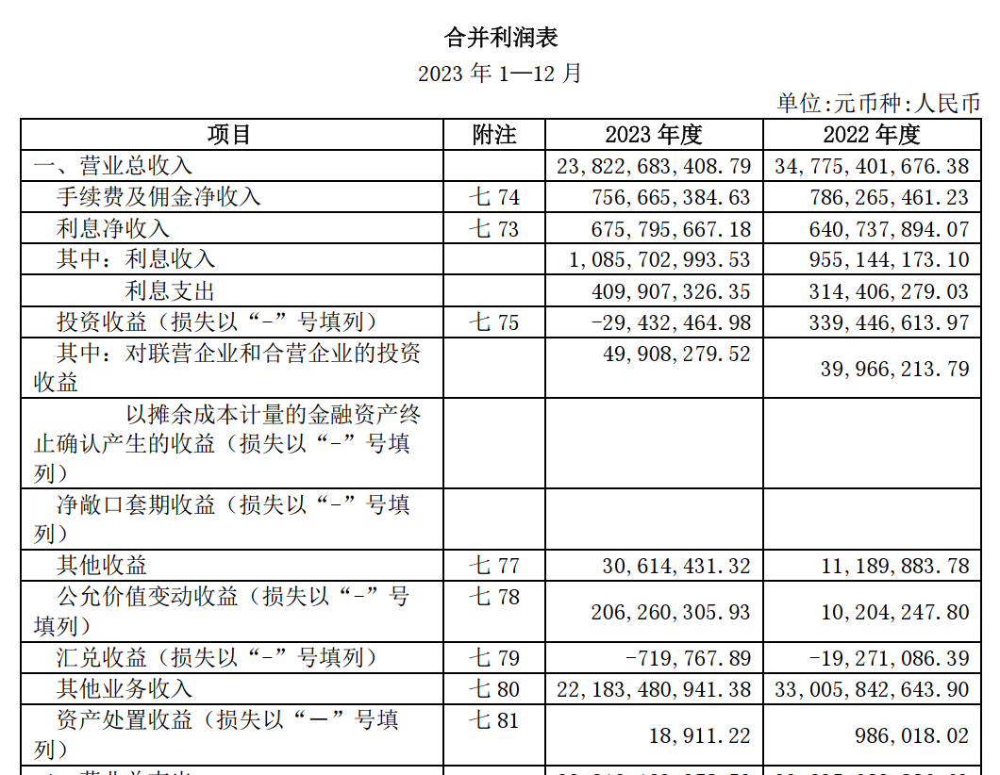 合并利润表
2023 年 1—12 月
单位:元币种:人民币
项目 附注 2023 年度 2022 年度
一、营业总收入 23,822,683,408.79 34,775,401,676.38
手续费及佣金净收入 七 74 756,665,384.63 786,265,461.23
利息净收入 七 73 675,795,667.18 640,737,894.07
其中：利息收入 1,085,702,993.53 955,144,173.10
利息支出 409,907,326.35 314,406,279.03
投资收益（损失以“-”号填列） 七 75 -29,432,464.98 339,446,613.97
其中：对联营企业和合营企业的投资 49,908,279.52 39,966,213.79
收益
以摊余成本计量的金融资产终
止确认产生的收益（损失以“-”号填
列）
净敞口套期收益（损失以“-”号填
列）
其他收益 七 77 30,614,431.32 11,189,883.78
公允价值变动收益（损失以“-”号 七 78 206,260,305.93 10,204,247.80
填列）
汇兑收益（损失以“-”号填列） 七 79 -719,767.89 -19,271,086.39
其他业务收入 七 80 22,183,480,941.38 33,005,842,643.90
资产处置收益（损失以“－”号填 七 81 18,911.22 986,018.02
列）